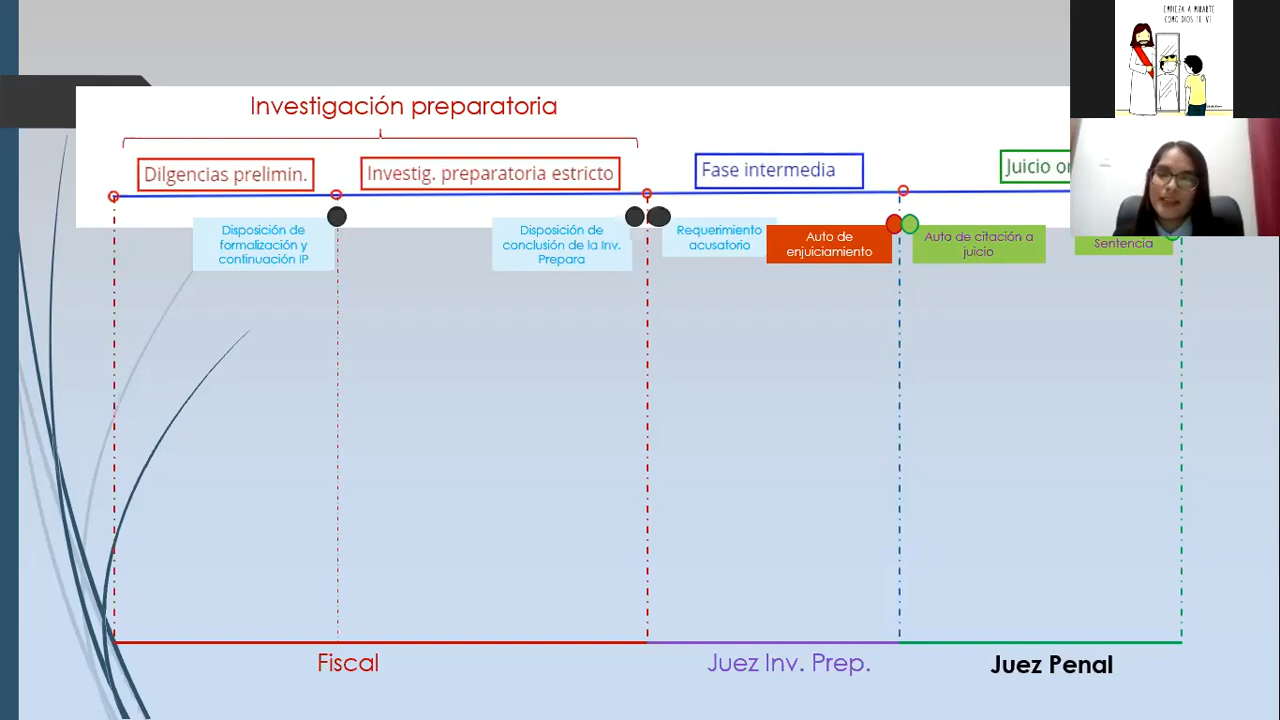 EMPIEZA A MIRARTE
COMO DIOS TE VE
Investigación preparatoria
Dilgencias prelimin.
Investig. preparatoria estricto
Fase intermedia
Juicio
Disposición de
formalización y
continuación IP
Disposición de
conclusión de la Inv.
Prepara
Requerimiento
acusatorio
Auto de
enjuiciamiento
Auto de citación a
juicio
Sentencia
Fiscal
Juez Inv. Prep.
Juez Penal